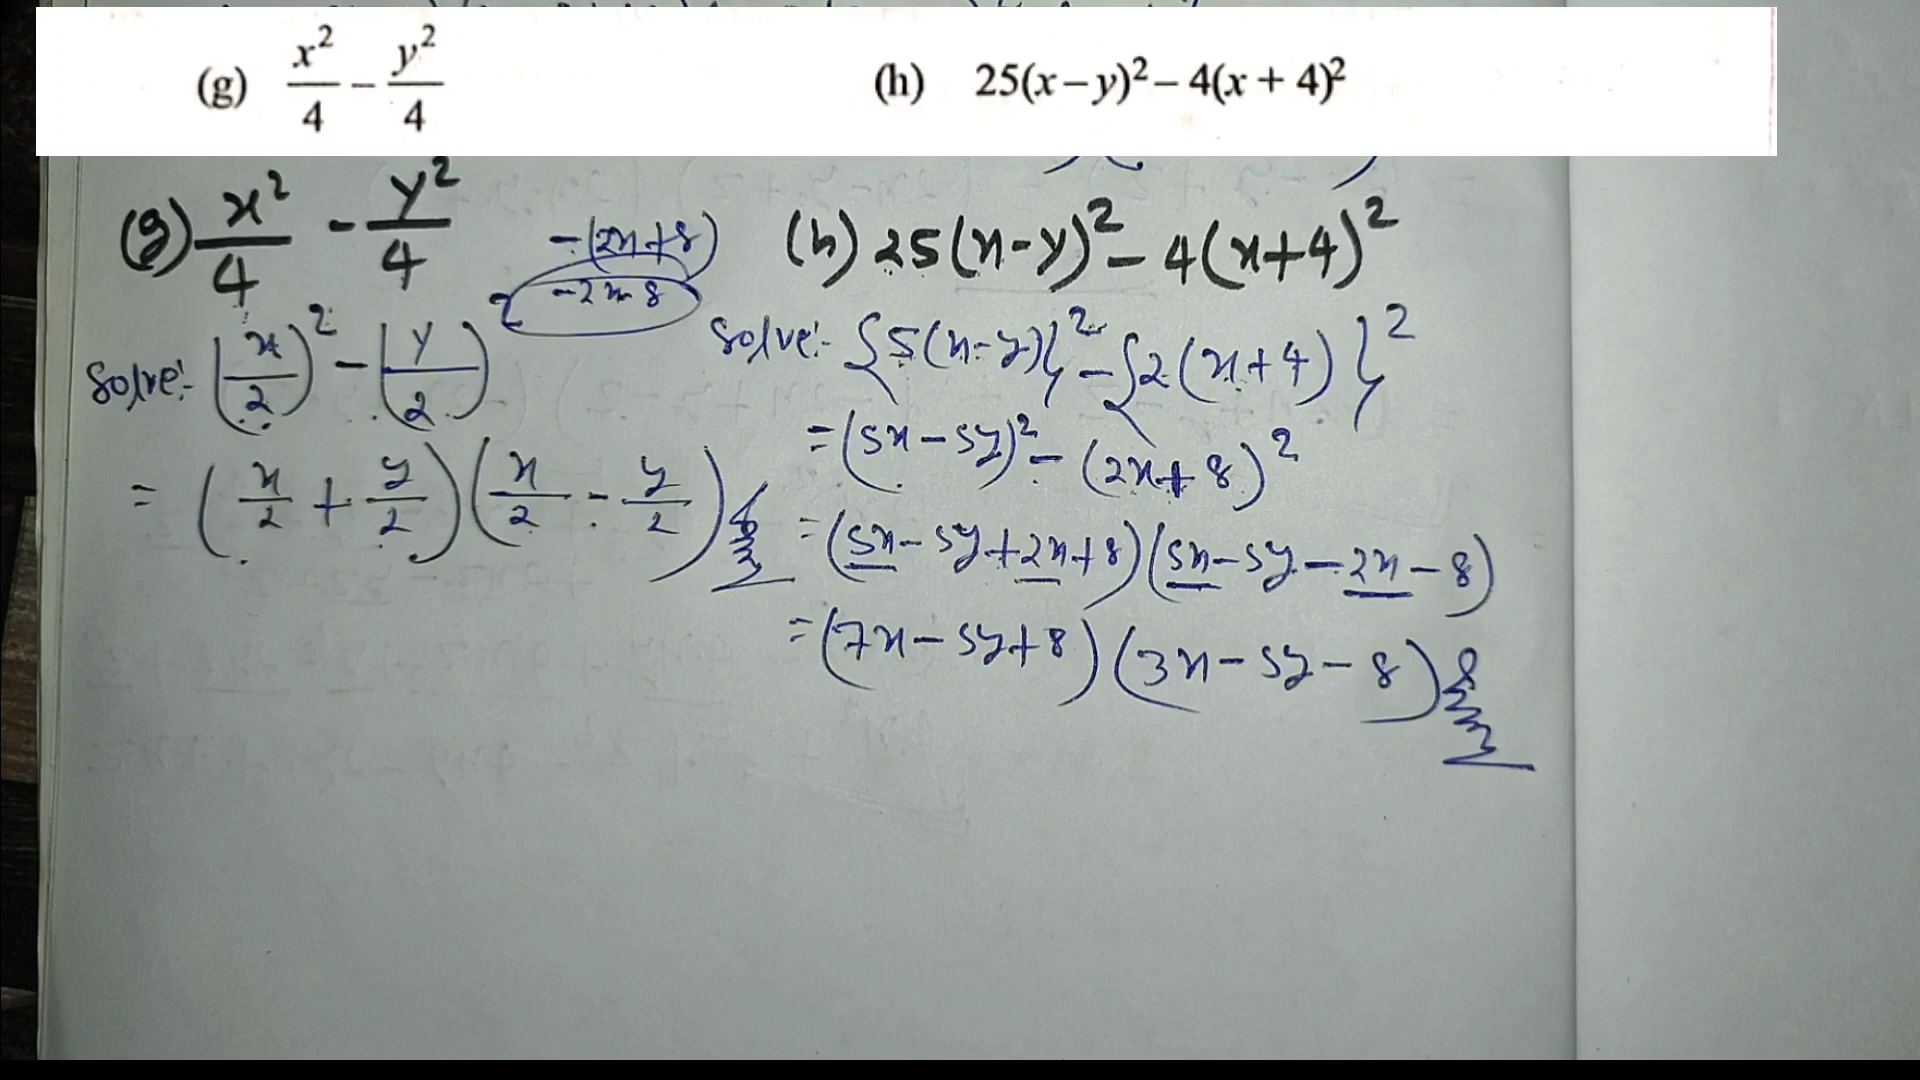 (g) x²/4 − y²/4
(h) 25(x − y)² − 4(x + 4)²
(g) x²/4 - y²/4
Solve:- (x/2)² - (y/2)
= (x/2 + y/2)(x/2 - y/2)
-(2x+8)
-2x-8
(h) 25(x-y)² - 4(x+4)²
Solve:- {5(x-y)}² - {2(x+4)}²
= (5x-5y)² - (2x+8)²
= (5x-5y+2x+8)(5x-5y-2x-8)
= (7x-5y+8)(3x-5y-8)